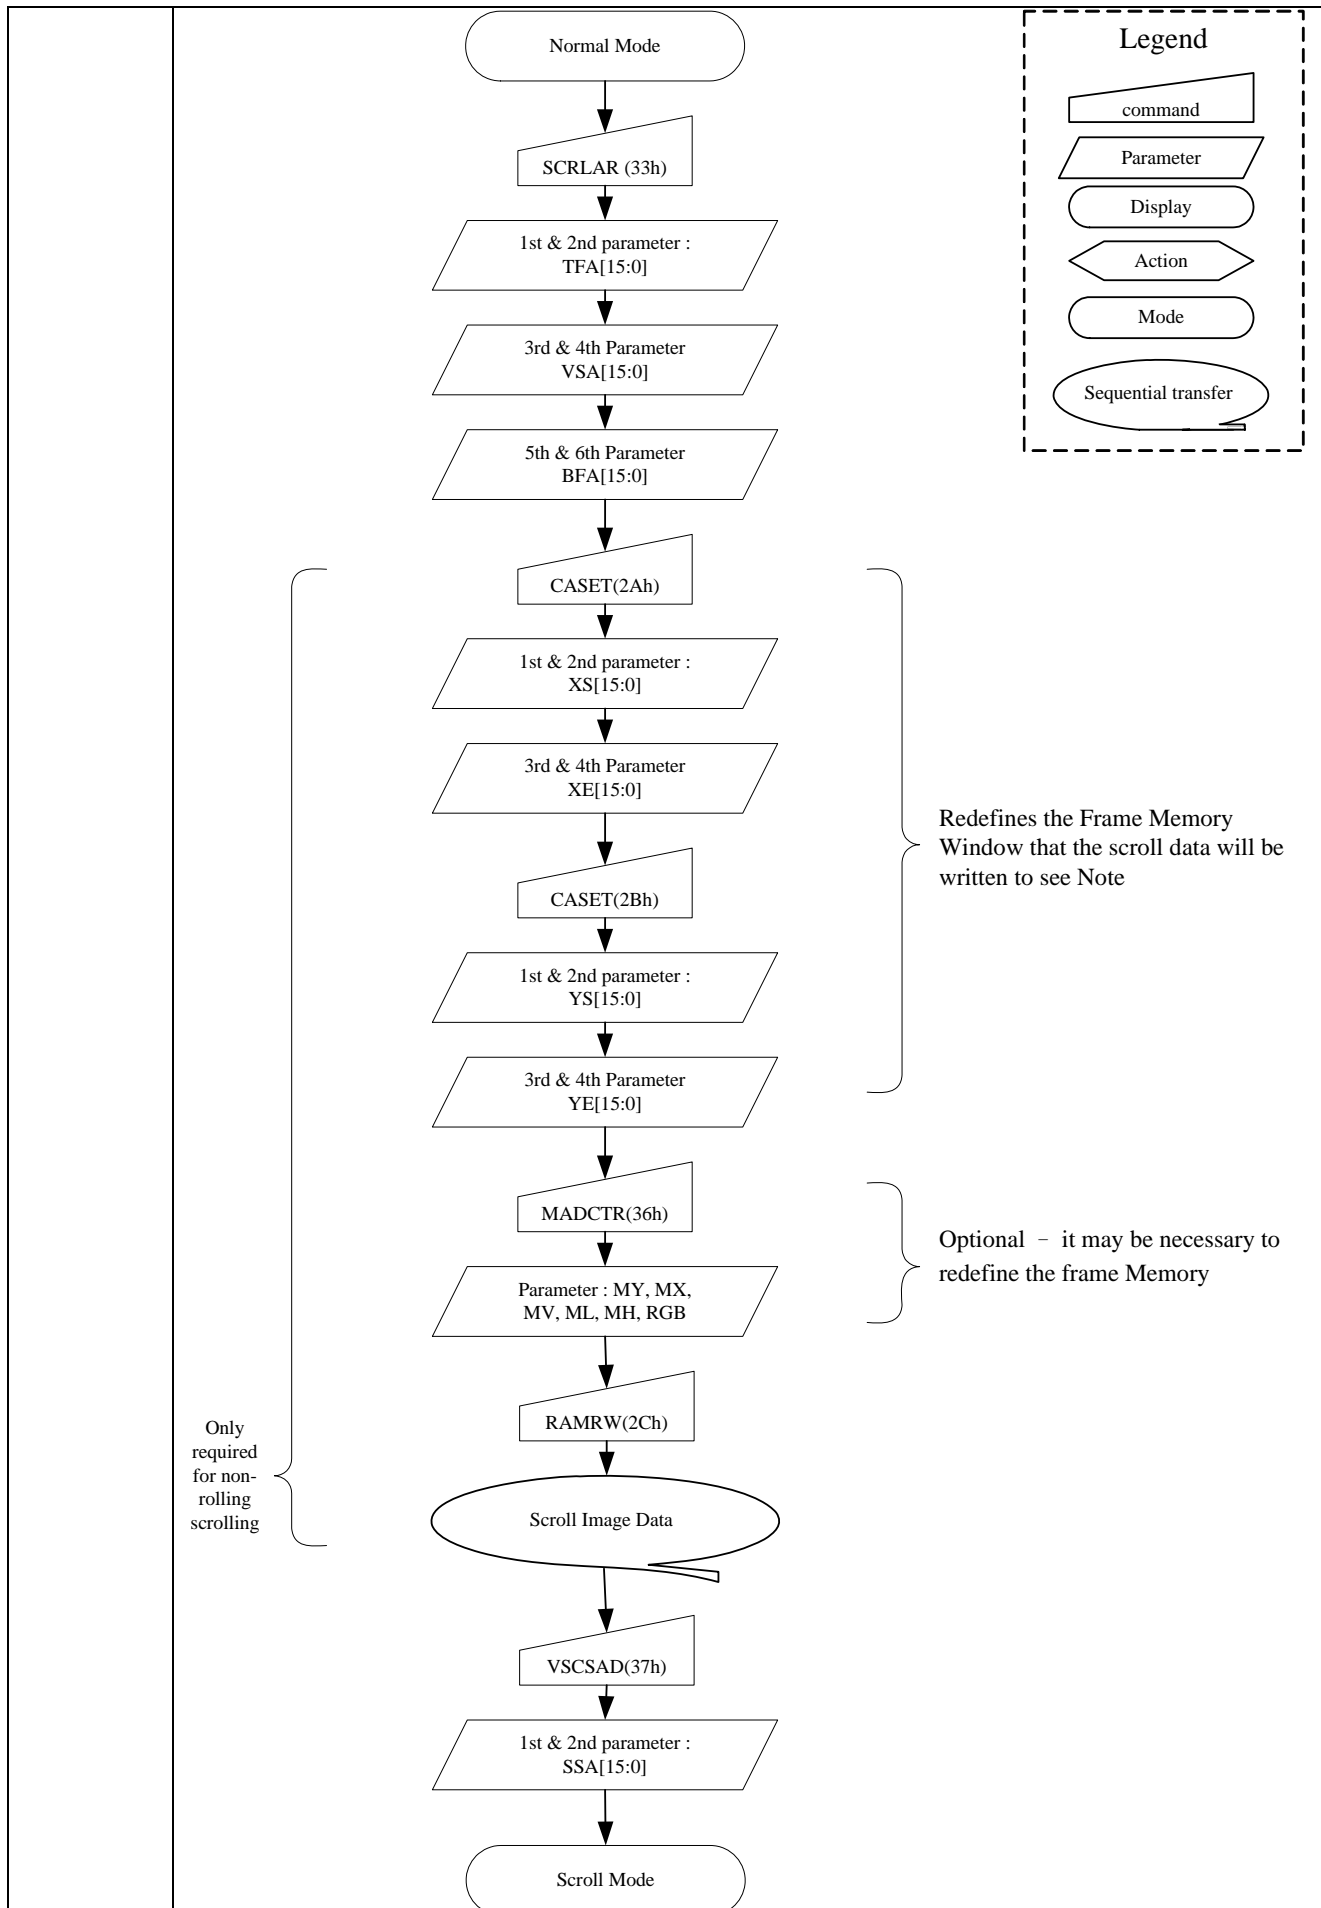 Normal Mode
SCRLAR (33h)
1st & 2nd parameter :
TFA[15:0]
3rd & 4th Parameter
VSA[15:0]
5th & 6th Parameter
BFA[15:0]
CASET(2Ah)
1st & 2nd parameter :
XS[15:0]
3rd & 4th Parameter
XE[15:0]
CASET(2Bh)
1st & 2nd parameter :
YS[15:0]
3rd & 4th Parameter
YE[15:0]
MADCTR(36h)
Parameter : MY, MX,
MV, ML, MH, RGB
RAMRW(2Ch)
Scroll Image Data
VSCSAD(37h)
1st & 2nd parameter :
SSA[15:0]
Scroll Mode
Only
required
for non-
rolling
scrolling
Redefines the Frame Memory
Window that the scroll data will be
written to see Note
Optional – it may be necessary to
redefine the frame Memory
Legend
command
Parameter
Display
Action
Mode
Sequential transfer